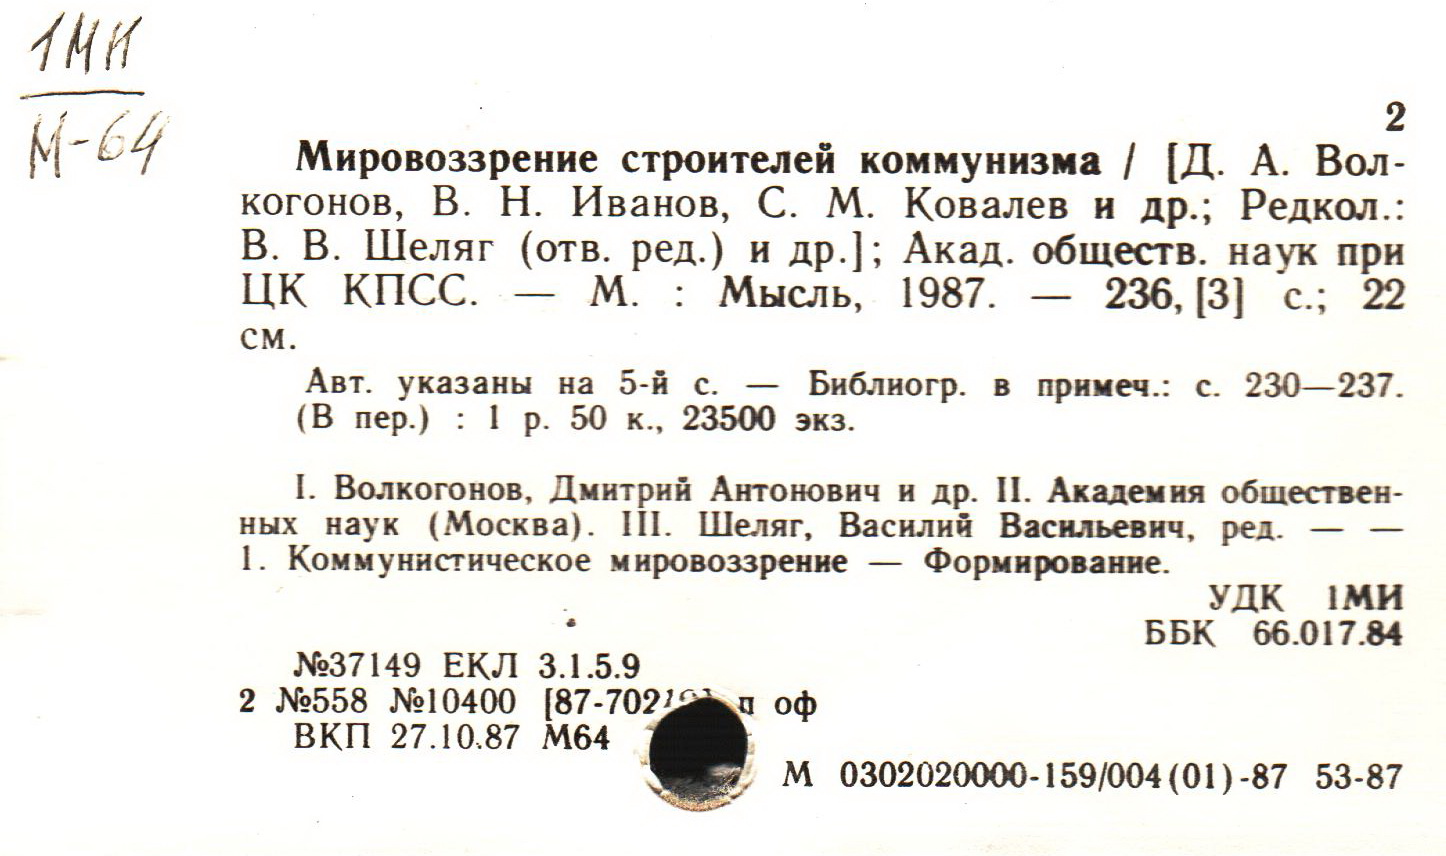 1МИ
М-64
2
Мировоззрение строителей коммунизма / [Д. А. Вол-
когонов, В. Н. Иванов, С. М. Ковалев и др.; Редкол.:
В. В. Шеляг (отв. ред.) и др.]; Акад. обществ. наук при
ЦК КПСС. — М. : Мысль, 1987. — 236, [3] с.; 22
см.
Авт. указаны на 5-й с. — Библиогр. в примеч.: с. 230—237.
(В пер.) : 1 р. 50 к., 23500 экз.
I. Волкогонов, Дмитрий Антонович и др. II. Академия обществен-
ных наук (Москва). III. Шеляг, Василий Васильевич, ред. — —
1. Коммунистическое мировоззрение — Формирование.
УДК 1МИ
ББК 66.017.84
№37149 ЕКЛ 3.1.5.9
2 №558 №10400 п оф
ВКП 27.10.87 М64
М 0302020000-159/004(01)-87 53-87